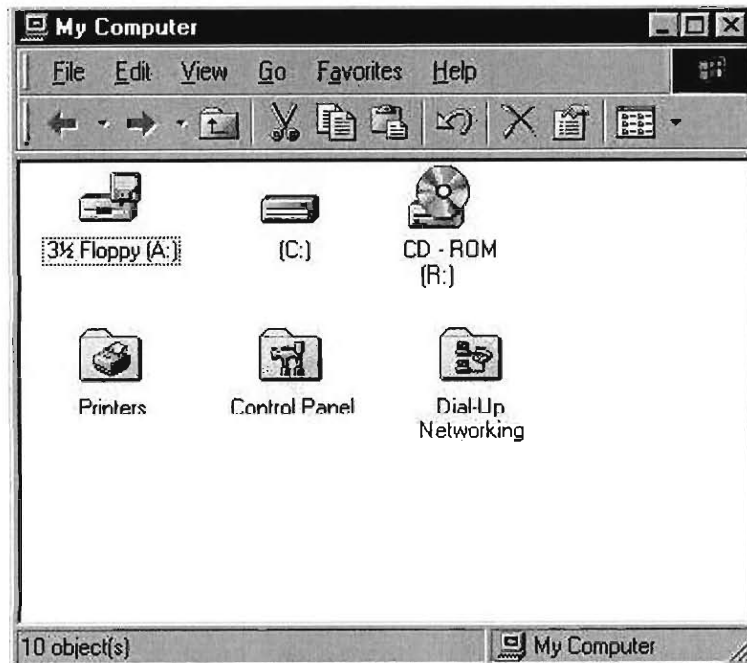 My Computer
File Edit View Go Favorites Help
3½ Floppy (A:)
(C:)
CD - ROM
(R:)
Printers
Control Panel
Dial-Up
Networking
10 object(s)
My Computer